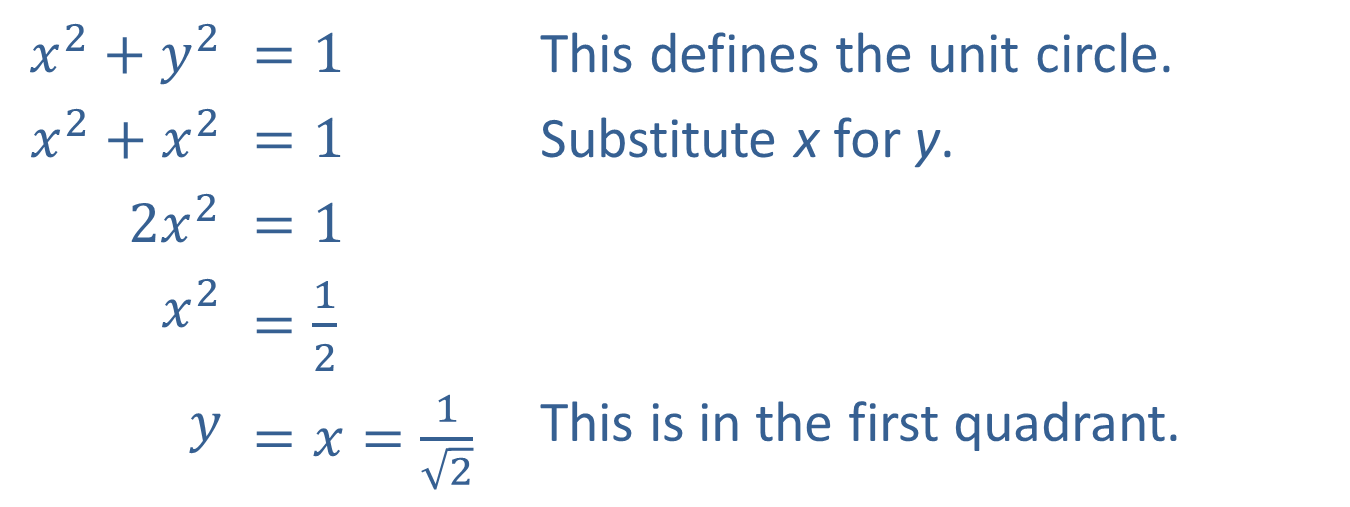 x² + y² = 1 This defines the unit circle.
x² + x² = 1 Substitute x for y.
2x² = 1
x² = 1/2
y = x = 1/√2 This is in the first quadrant.